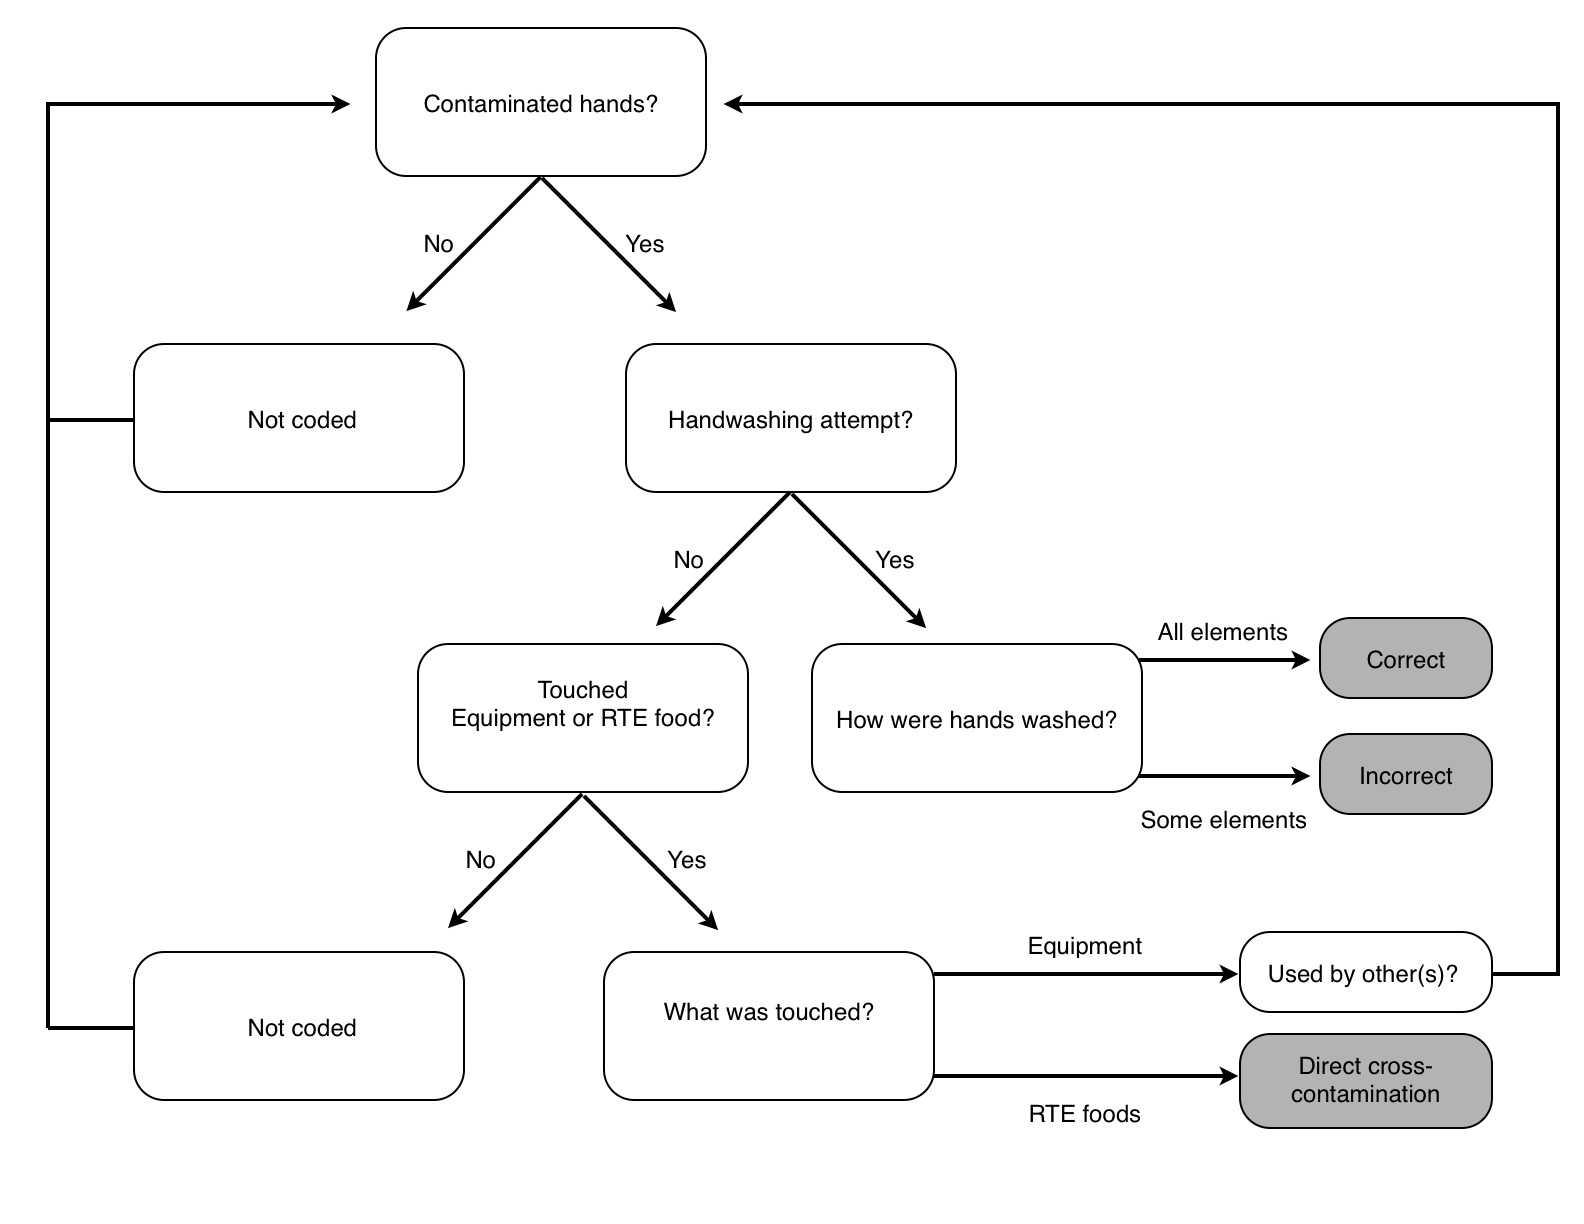 Contaminated hands?
No
Yes
Not coded
Handwashing attempt?
No
Yes
All elements
Correct
Touched
Equipment or RTE food?
How were hands washed?
Incorrect
Some elements
No
Yes
Equipment
Used by other(s)?
Not coded
What was touched?
Direct cross-
contamination
RTE foods